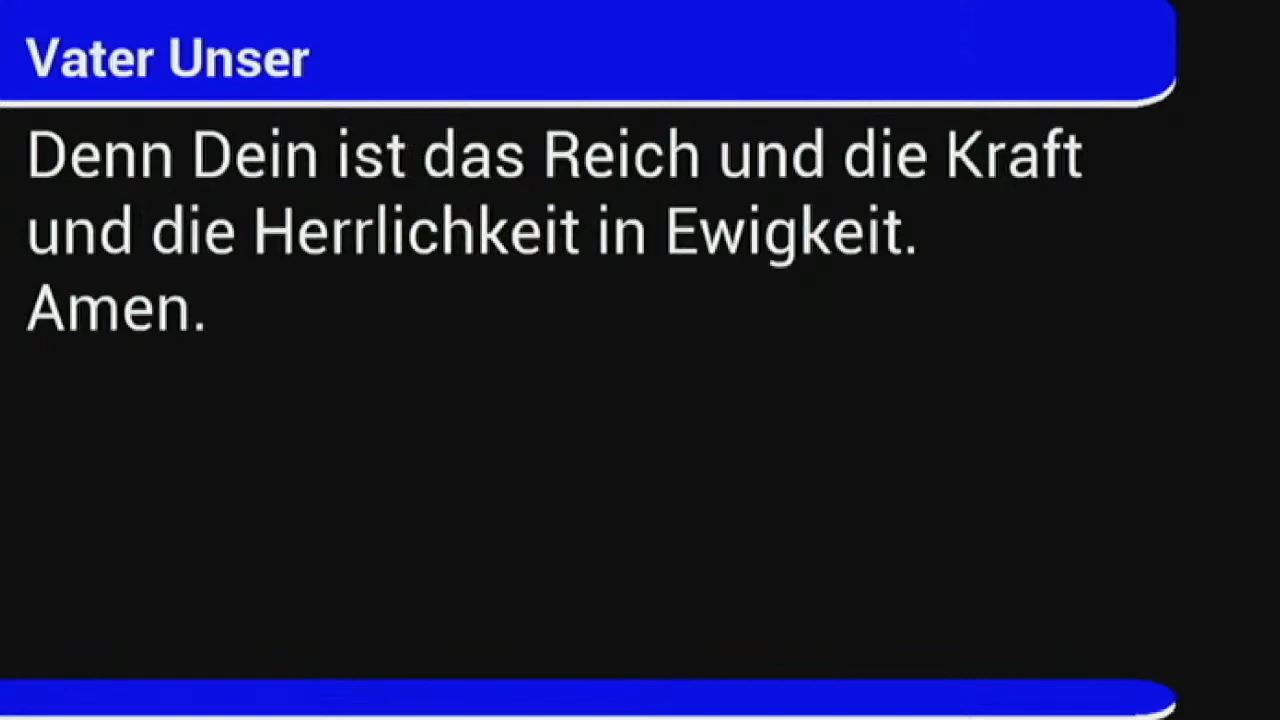 Vater Unser
Denn Dein ist das Reich und die Kraft
und die Herrlichkeit in Ewigkeit.
Amen.